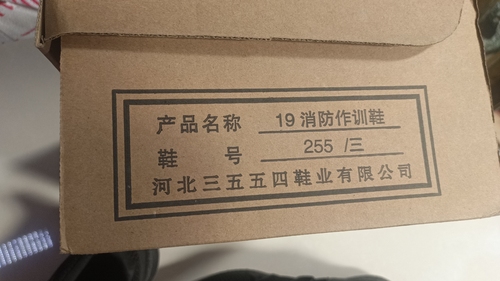 产品名称 19消防作训鞋
鞋号 255 /三
河北三五五四鞋业有限公司